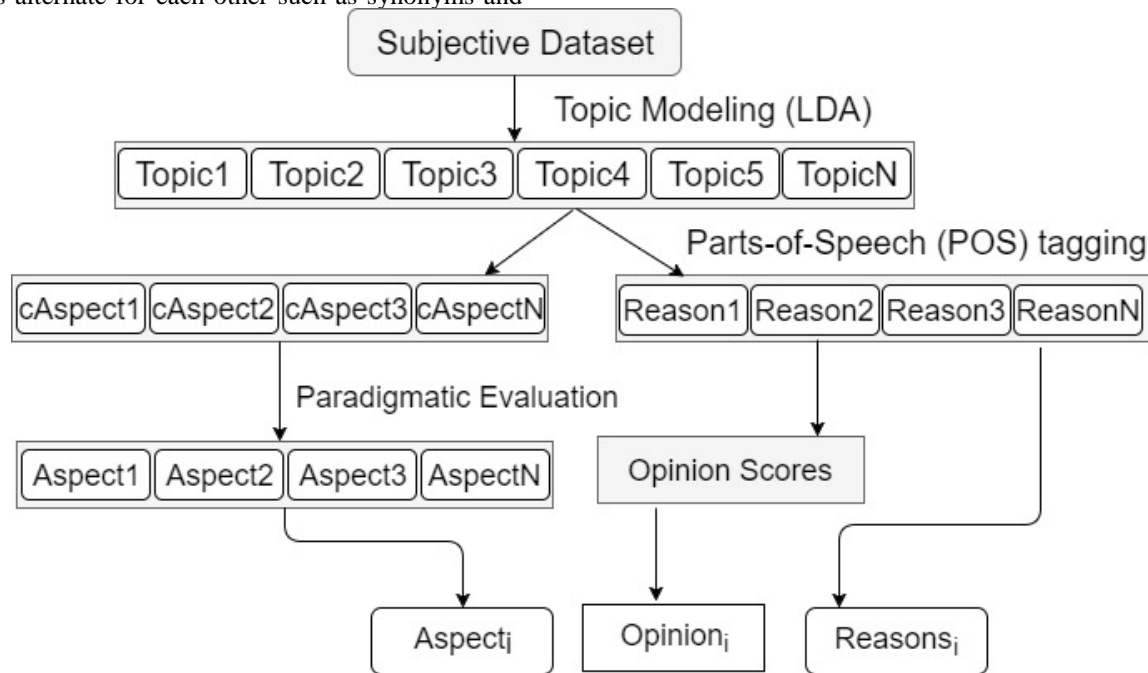 s alternate for each other such as synonyms and
Subjective Dataset
Topic Modeling (LDA)
Topic1 Topic2 Topic3 Topic4 Topic5 TopicN
Parts-of-Speech (POS) tagging
cAspect1 cAspect2 cAspect3 cAspectN
Reason1 Reason2 Reason3 ReasonN
Paradigmatic Evaluation
Aspect1 Aspect2 Aspect3 AspectN
Opinion Scores
Aspecti
Opinioni
Reasonsi